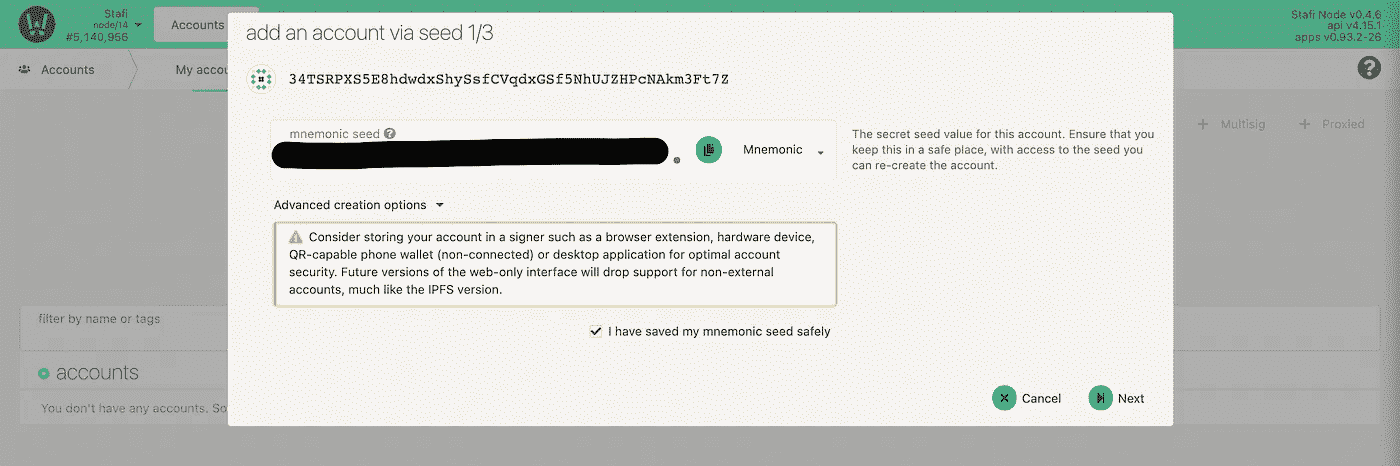 Stafi
node/14
#5,140,956
Accounts
Stafi Node v0.4.6
api v4.15.1
apps v0.93.2-26
Accounts
My accou
add an account via seed 1/3
34TSRPXS5E8hdwdxShySsfCVqdxGSf5NhUJZHPcNAkm3Ft7Z
mnemonic seed
Mnemonic
The secret seed value for this account. Ensure that you
keep this in a safe place, with access to the seed you
can re-create the account.
Multisig
Proxied
Advanced creation options
Consider storing your account in a signer such as a browser extension, hardware device,
QR-capable phone wallet (non-connected) or desktop application for optimal account
security. Future versions of the web-only interface will drop support for non-external
accounts, much like the IPFS version.
I have saved my mnemonic seed safely
filter by name or tags
accounts
You don't have any accounts. So
Cancel
Next